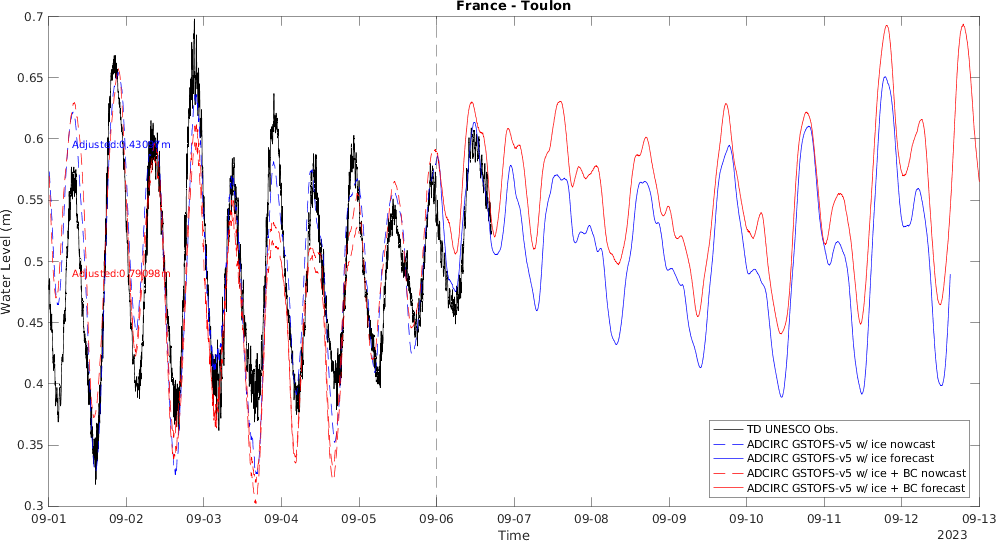 France - Toulon
0.7
0.65
0.6
0.55
0.5
0.45
0.4
0.35
0.3
Water Level (m)
Adjusted:0.79098m
TD UNESCO Obs.
ADCIRC GSTOFS-v5 w/ ice nowcast
ADCIRC GSTOFS-v5 w/ ice forecast
ADCIRC GSTOFS-v5 w/ ice + BC nowcast
ADCIRC GSTOFS-v5 w/ ice + BC forecast
09-01 09-02 09-03 09-04 09-05 09-06 09-07 09-08 09-09 09-10 09-11 09-12 09-13
Time
2023